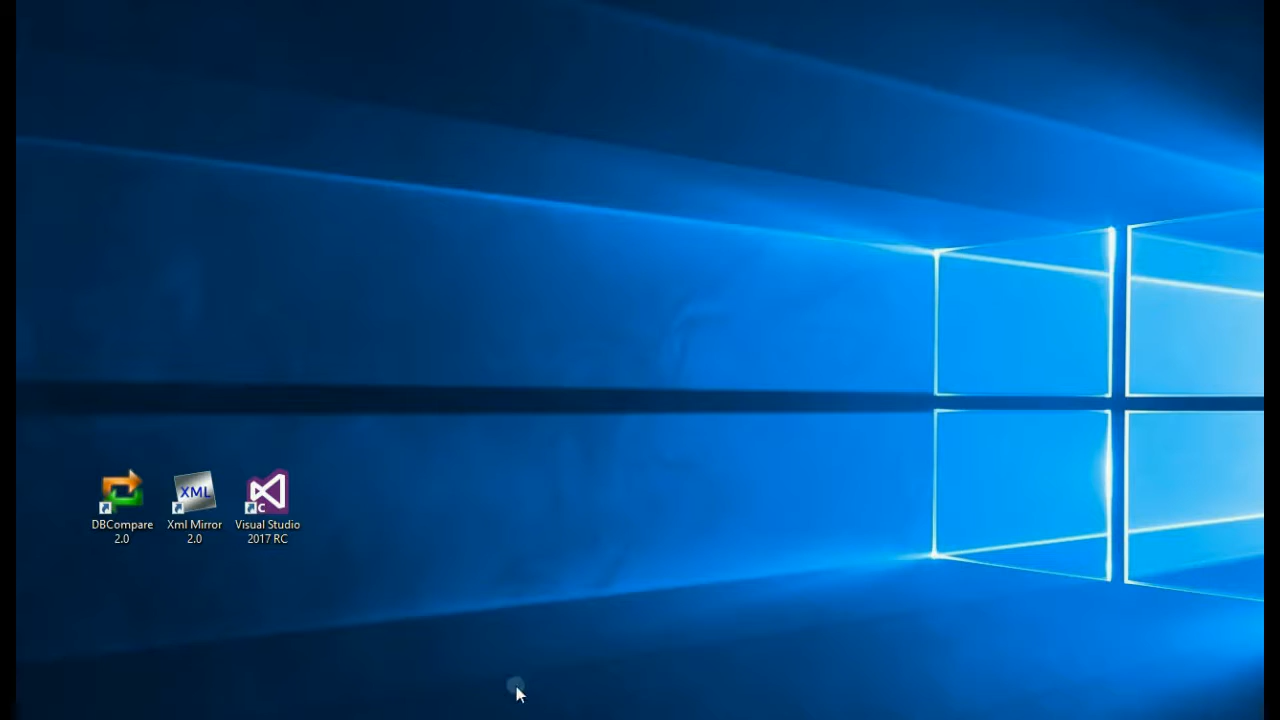 XML
C
DBCompare
2.0
Xml Mirror
2.0
Visual Studio
2017 RC